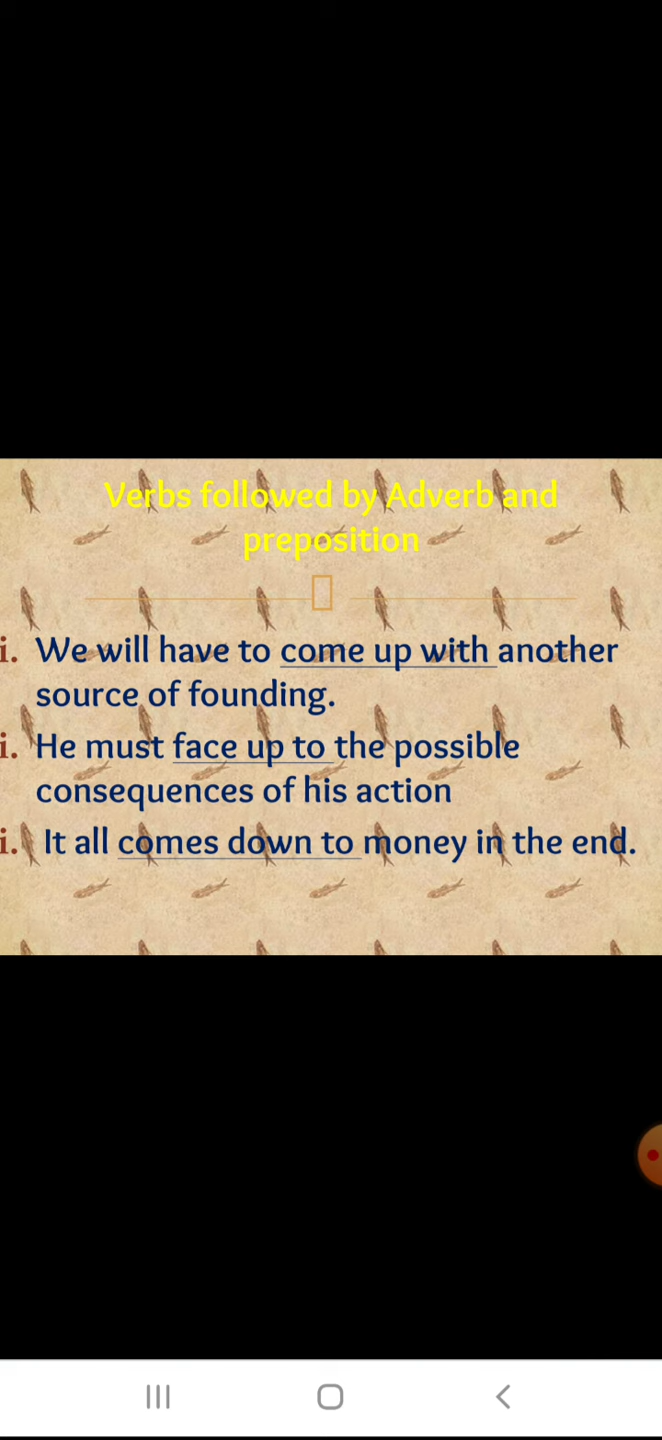 Verbs followed by Adverb and
preposition
i. We will have to come up with another
source of founding.
i. He must face up to the possible
consequences of his action
i. It all comes down to money in the end.